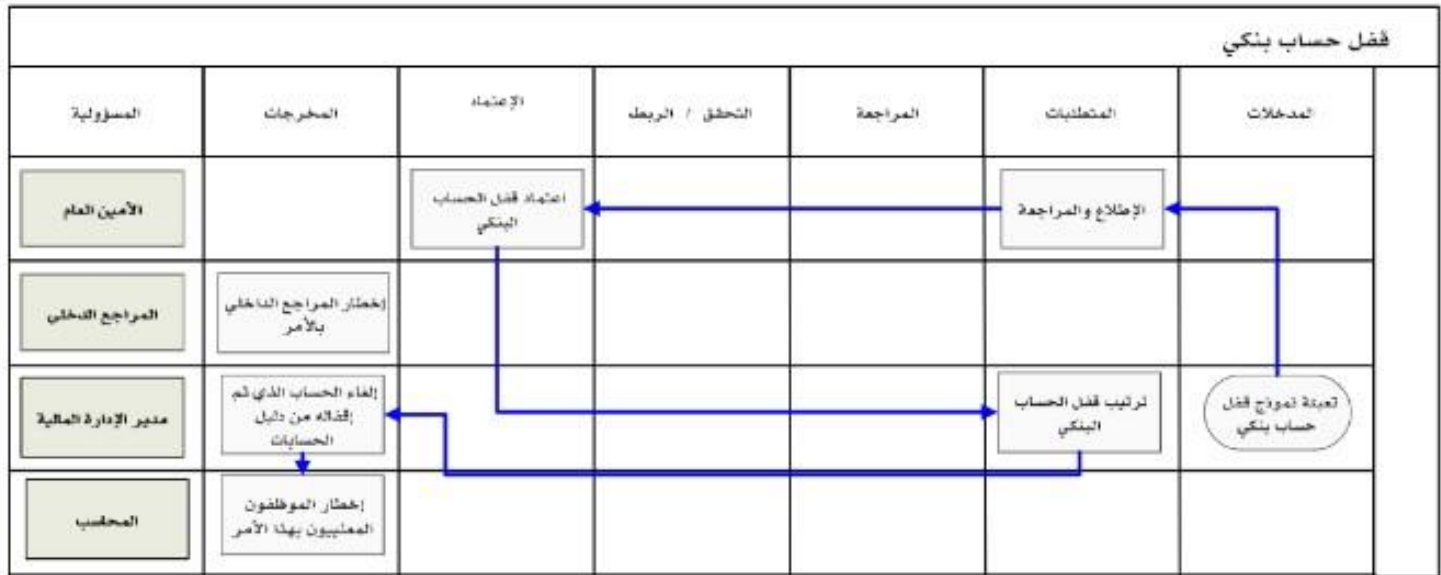 قفل حساب بنكي
المدخلات
المتطلبات
المراجعة
التحقق / الربط
الإعتماد
المخرجات
المسؤولية
الإطلاع والمراجعة
اعتماد قفل الحساب
البنكي
الأمين العام
إخطار المراجع الداخلي
بالأمر
المراجع الدخلي
تعبئة نموذج قفل
حساب بنكي
ترتيب قفل الحساب
البنكي
إلغاء الحساب الذي تم
إقفاله من دليل
الحسابات
مدير الإدارة المالية
إخطار الموظفون
المعنييون بهذا الأمر
المحاسب